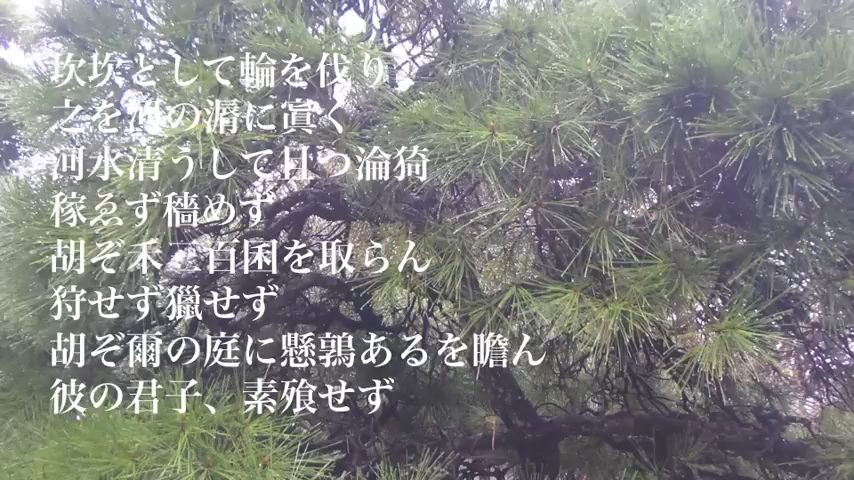 坎坎として輪を伐り
之を河の漘に寘く
河水清うして且つ淪猗
稼ゑず穡めず
胡ぞ禾三百囷を取らん
狩せず獵せず
胡ぞ爾の庭に懸鶉あるを瞻ん
彼の君子、素飱せず